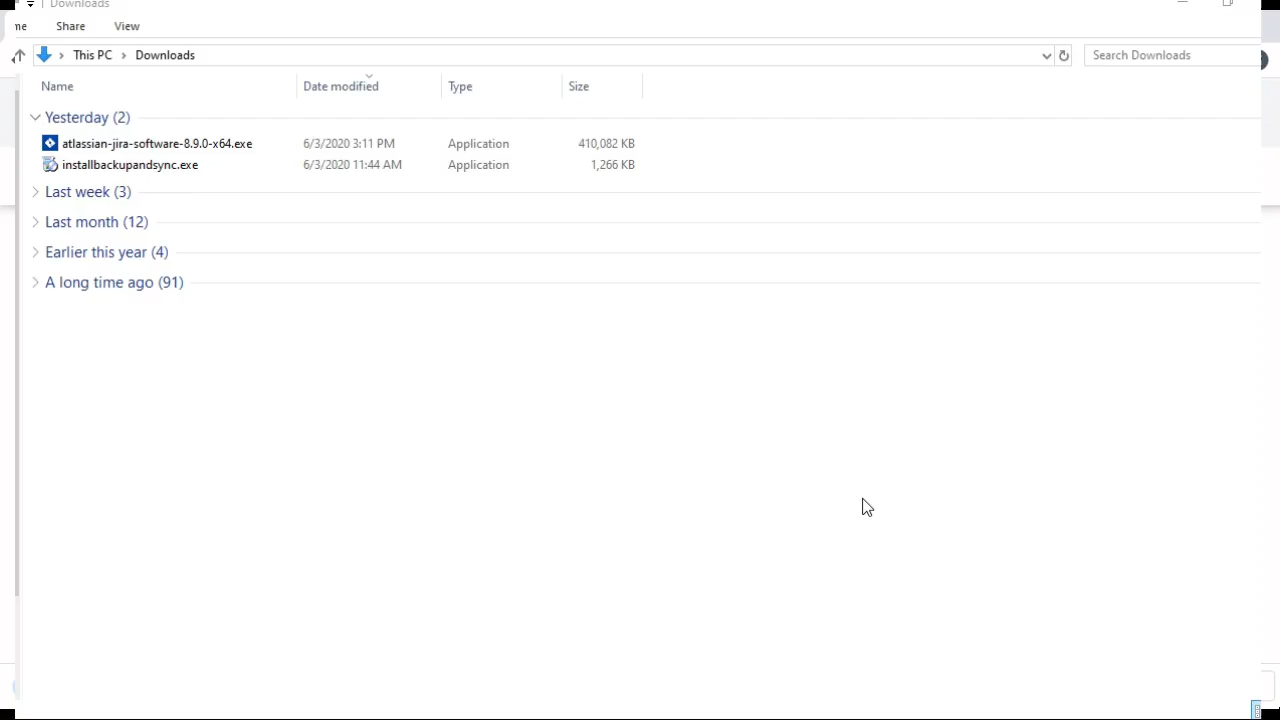 Downloads
me Share View
This PC Downloads Search Downloads
Name Date modified Type Size
Yesterday (2)
atlassian-jira-software-8.9.0-x64.exe 6/3/2020 3:11 PM Application 410,082 KB
installbackupandsync.exe 6/3/2020 11:44 AM Application 1,266 KB
Last week (3)
Last month (12)
Earlier this year (4)
A long time ago (91)